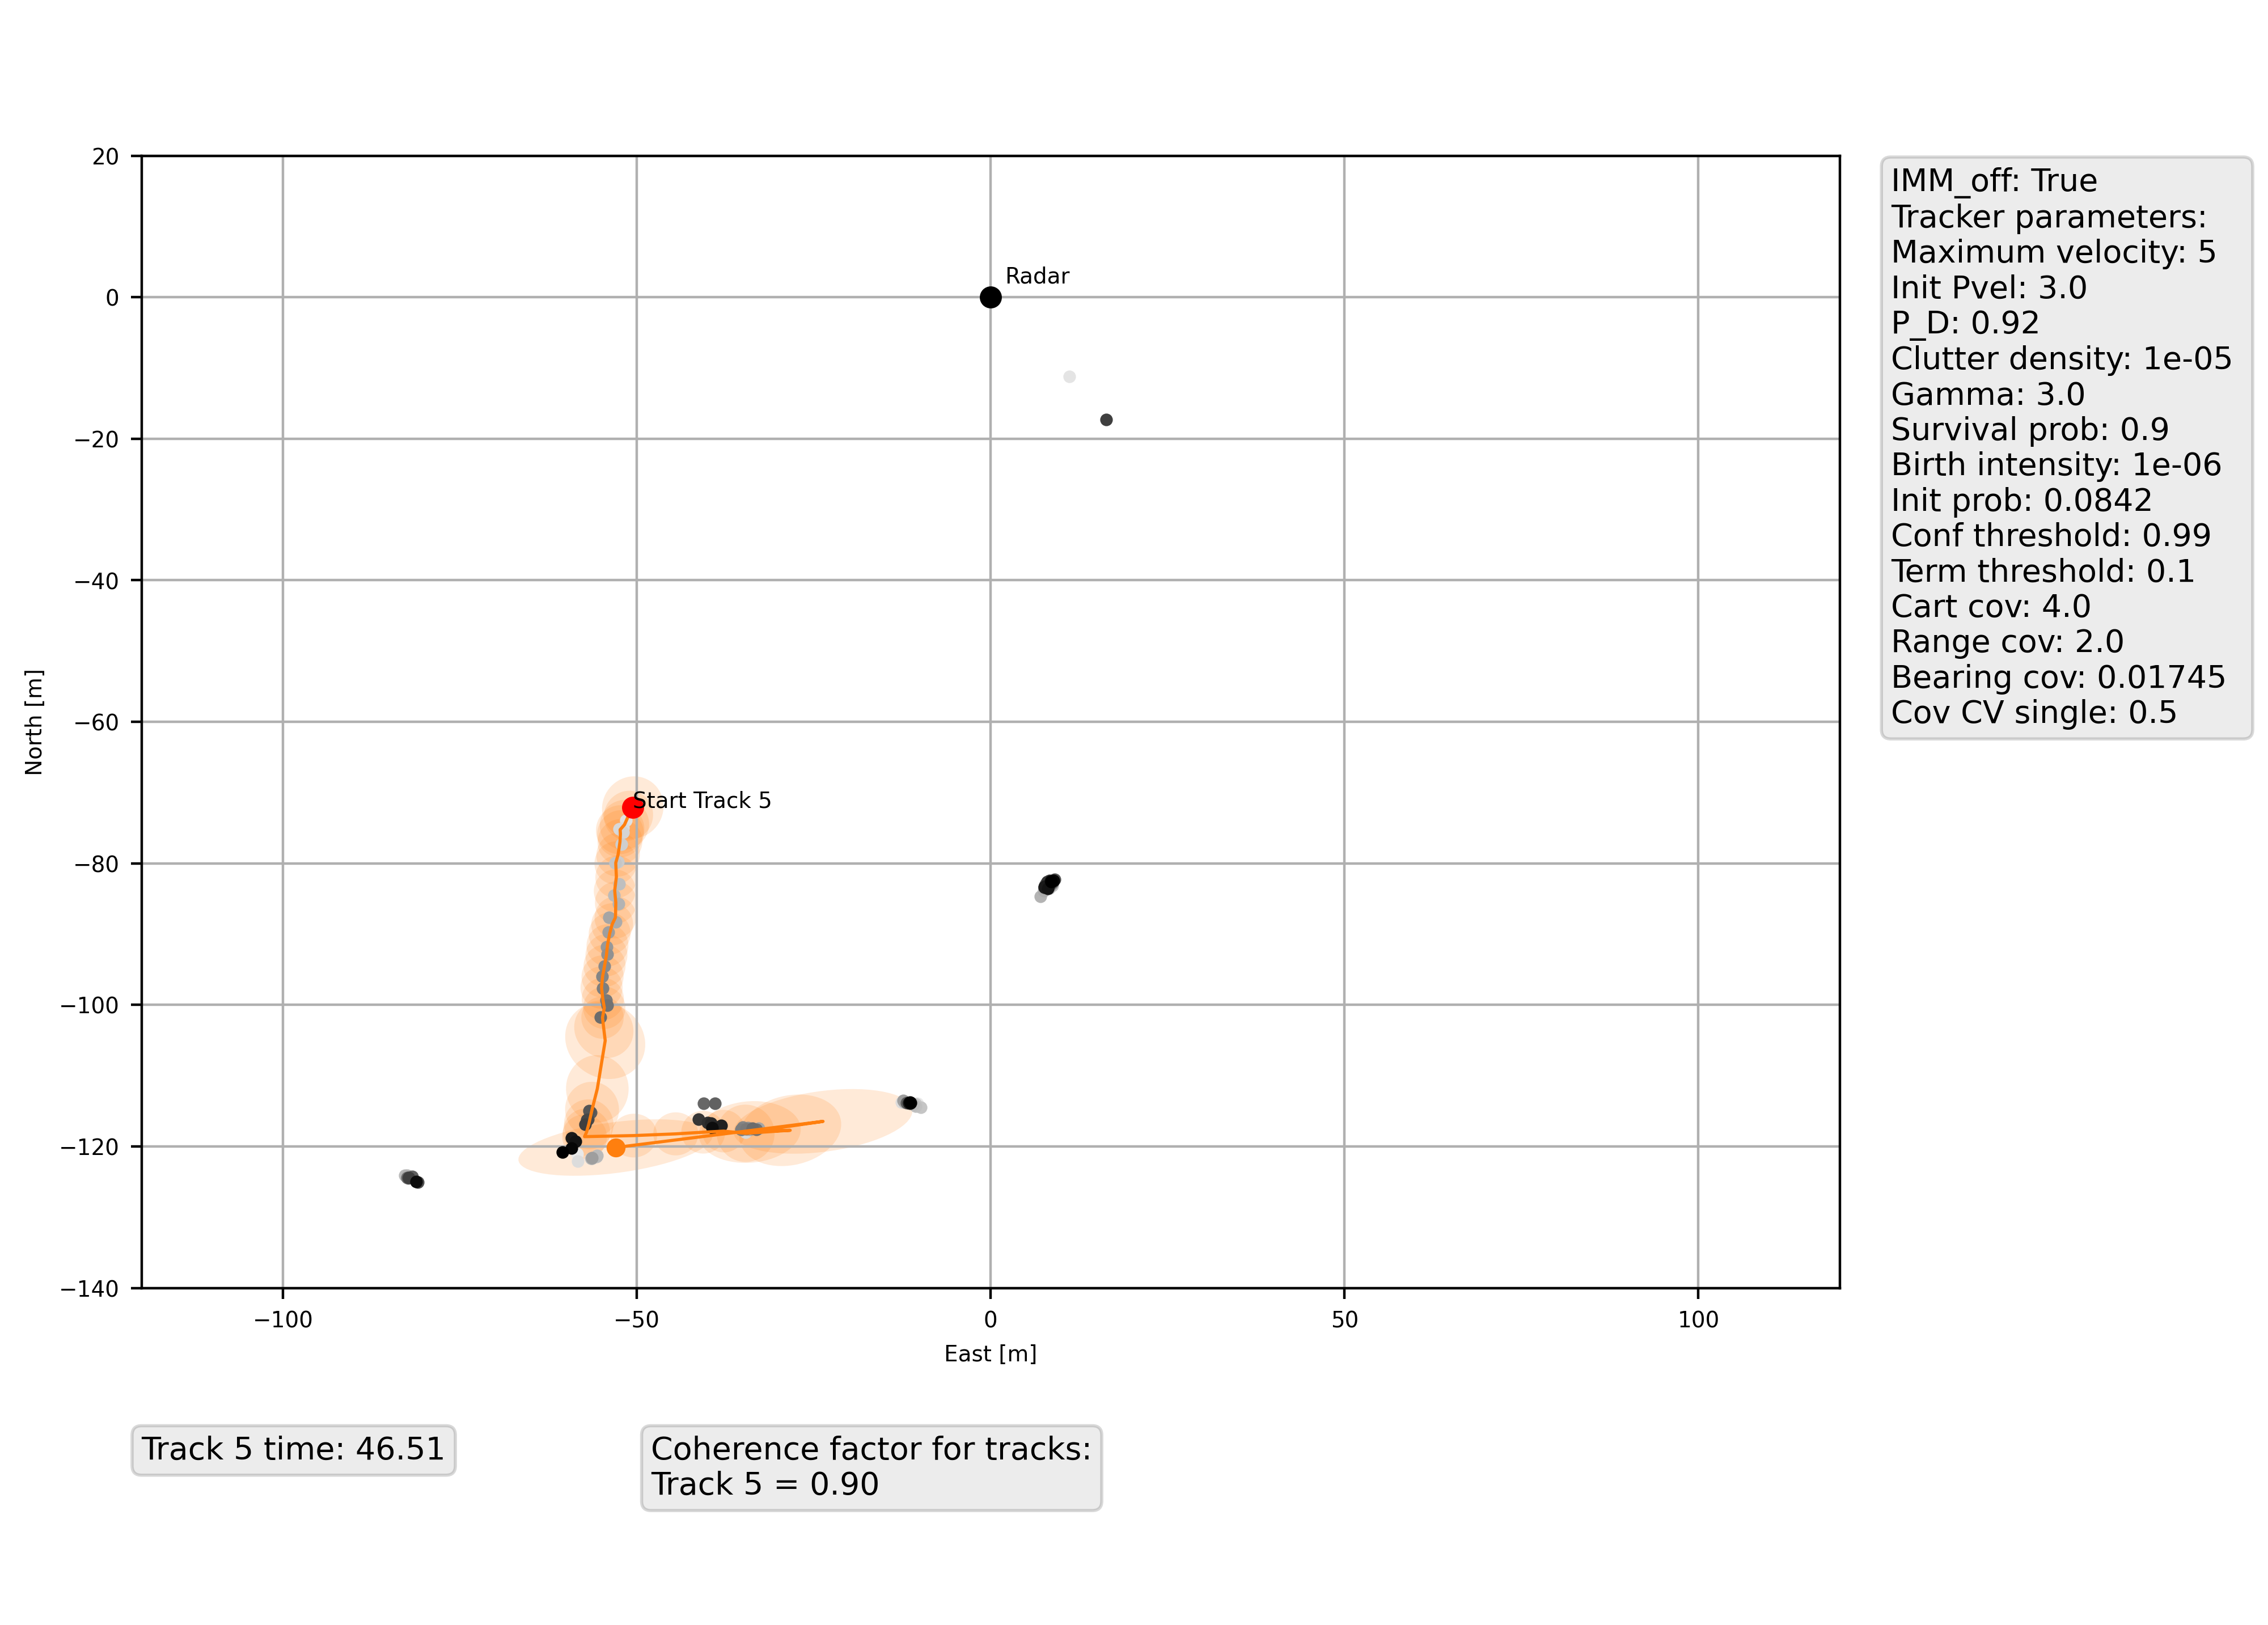 20
0
−20
−40
−60
−80
−100
−120
−140
North [m]
Radar
Start Track 5
−100
−50
0
50
100
East [m]
IMM_off: True
Tracker parameters:
Maximum velocity: 5
Init Pvel: 3.0
P_D: 0.92
Clutter density: 1e-05
Gamma: 3.0
Survival prob: 0.9
Birth intensity: 1e-06
Init prob: 0.0842
Conf threshold: 0.99
Term threshold: 0.1
Cart cov: 4.0
Range cov: 2.0
Bearing cov: 0.01745
Cov CV single: 0.5
Track 5 time: 46.51
Coherence factor for tracks:
Track 5 = 0.90